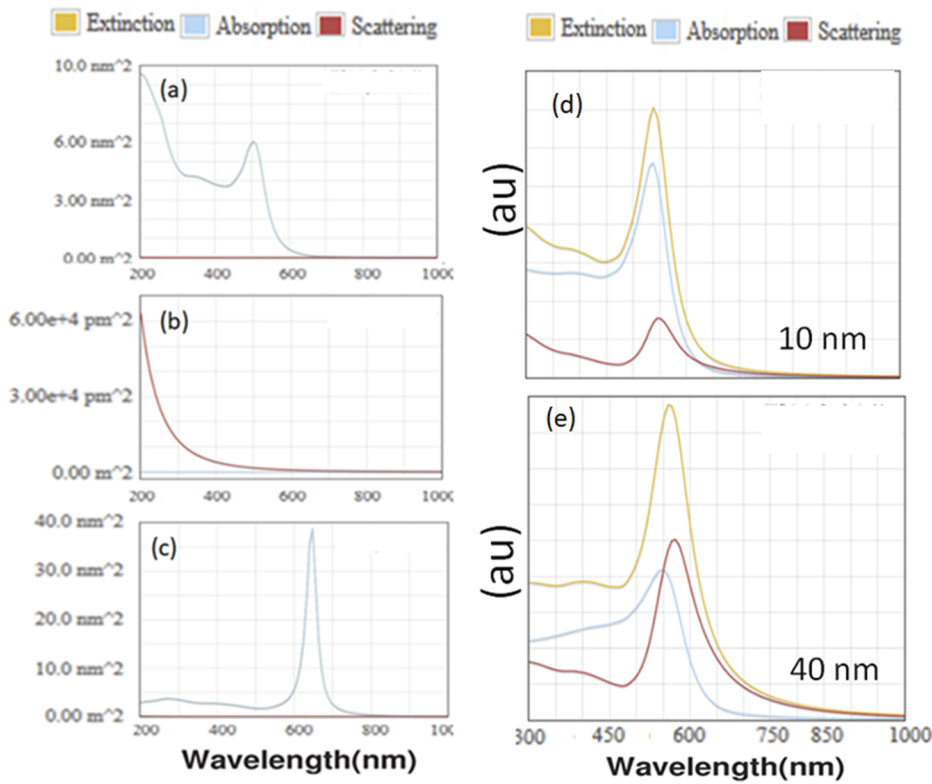 Extinction Absorption Scattering
10.0 nm^2
(a)
6.00 nm^2
3.00 nm^2
0.00 m^2
200 400 600 800 1000
(b)
6.00e+4 pm^2
3.00e+4 pm^2
0.00 m^2
200 400 600 800 1000
40.0 nm^2
(c)
30.0 nm^2
20.0 nm^2
10.0 nm^2
0.00 m^2
200 400 600 800 1000
Wavelength(nm)
Extinction Absorption Scattering
(d)
(au)
10 nm
(e)
(au)
40 nm
300 450 600 750 850 1000
Wavelength(nm)